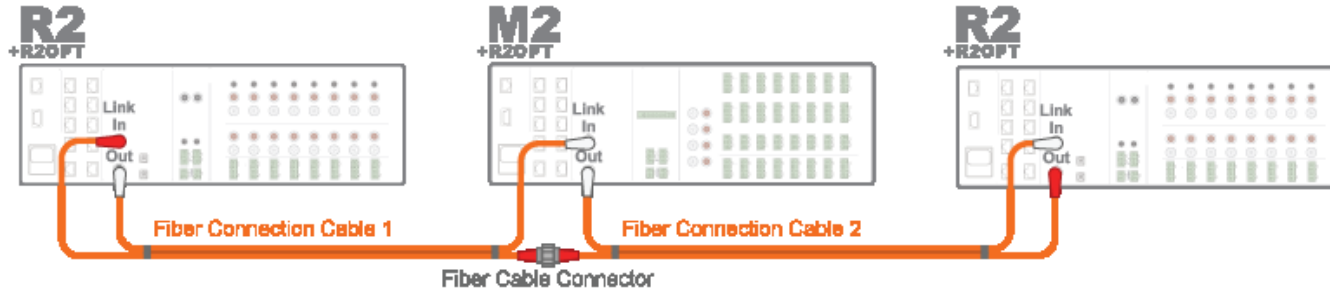 R2
+R2OPT
Link
In
Out
M2
+R2OPT
Link
In
Out
R2
+R2OPT
Link
In
Out
Fiber Connection Cable 1
Fiber Connection Cable 2
Fiber Cable Connector